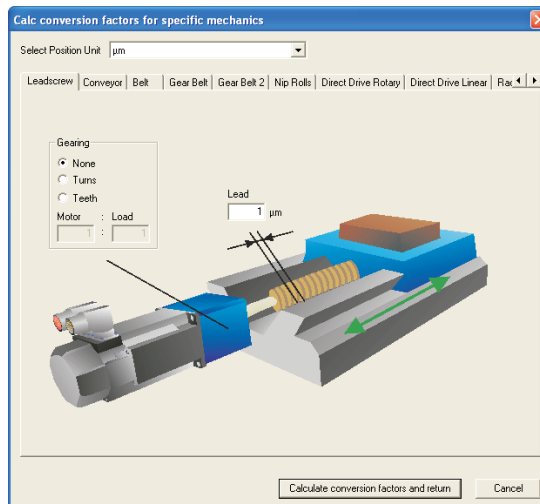 Calc conversion factors for specific mechanics
Select Position Unit µm
Leadscrew Conveyor Belt Gear Belt Gear Belt 2 Nip Rolls Direct Drive Rotary Direct Drive Linear
Gearing
None
Turns
Teeth
Motor : Load
1 : 1
Lead
1 µm
Calculate conversion factors and return Cancel